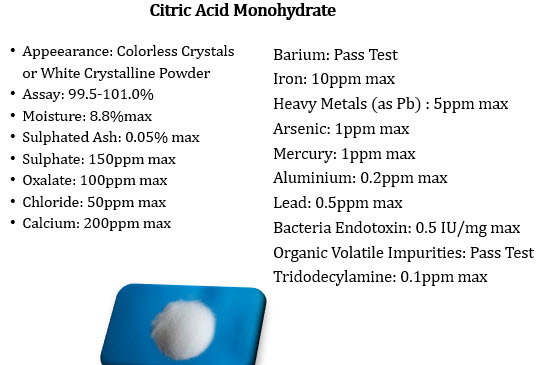 Citric Acid Monohydrate
• Appeearance: Colorless Crystals
or White Crystalline Powder
• Assay: 99.5-101.0%
• Moisture: 8.8%max
• Sulphated Ash: 0.05% max
• Sulphate: 150ppm max
• Oxalate: 100ppm max
• Chloride: 50ppm max
• Calcium: 200ppm max
Barium: Pass Test
Iron: 10ppm max
Heavy Metals (as Pb) : 5ppm max
Arsenic: 1ppm max
Mercury: 1ppm max
Aluminium: 0.2ppm max
Lead: 0.5ppm max
Bacteria Endotoxin: 0.5 IU/mg max
Organic Volatile Impurities: Pass Test
Tridodecylamine: 0.1ppm max